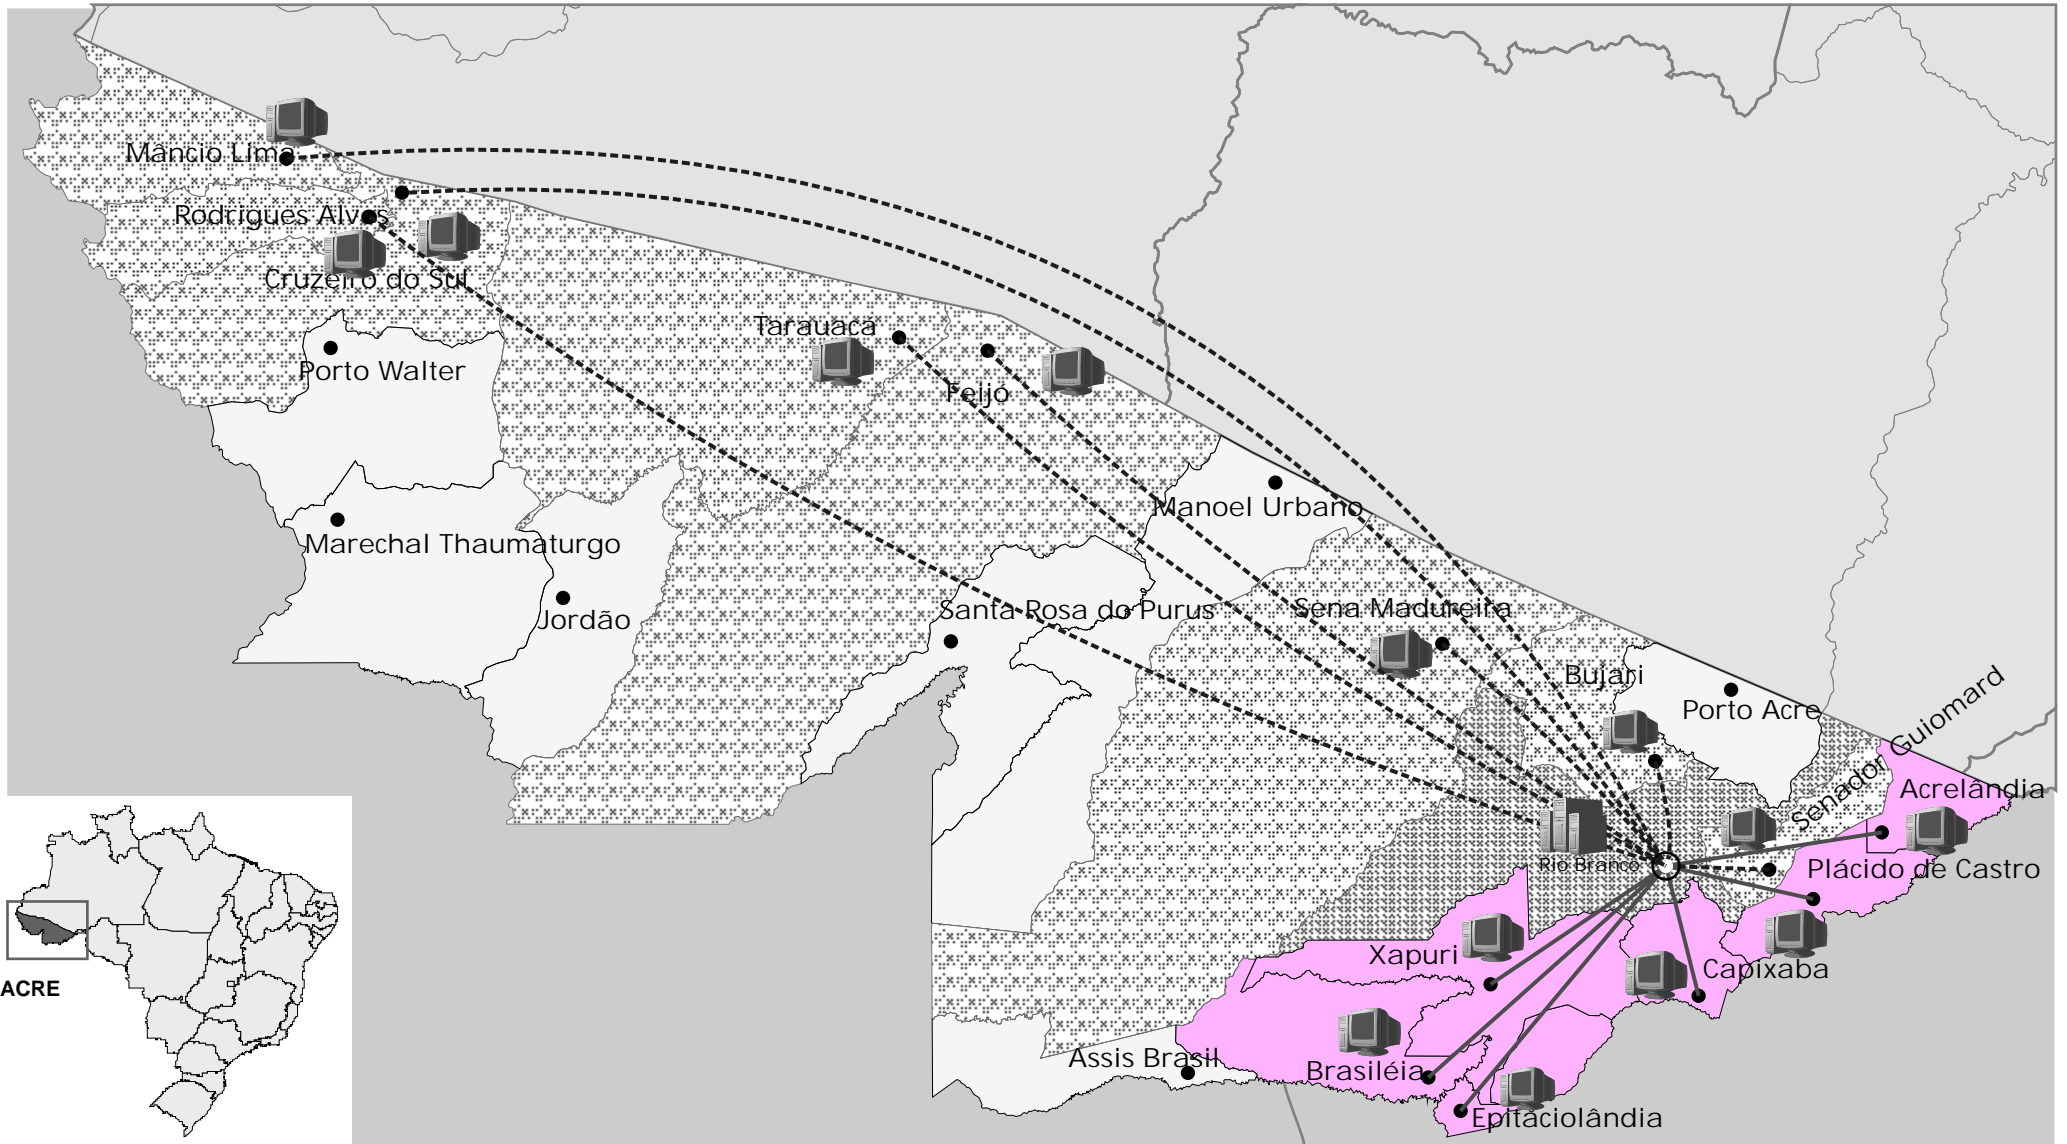 Mâncio Lima
Rodrigues Alves
Cruzeiro do Sul
Tarauacá
Feijó
Porto Walter
Manoel Urbano
Marechal Thaumaturgo
Jordão
Santa Rosa do Purus
Sena Madureira
Bujari
Porto Acre
Senador Guiomard
Acrelândia
Rio Branco
Plácido de Castro
Xapuri
Capixaba
ACRE
Assis Brasil
Brasiléia
Epitaciolândia